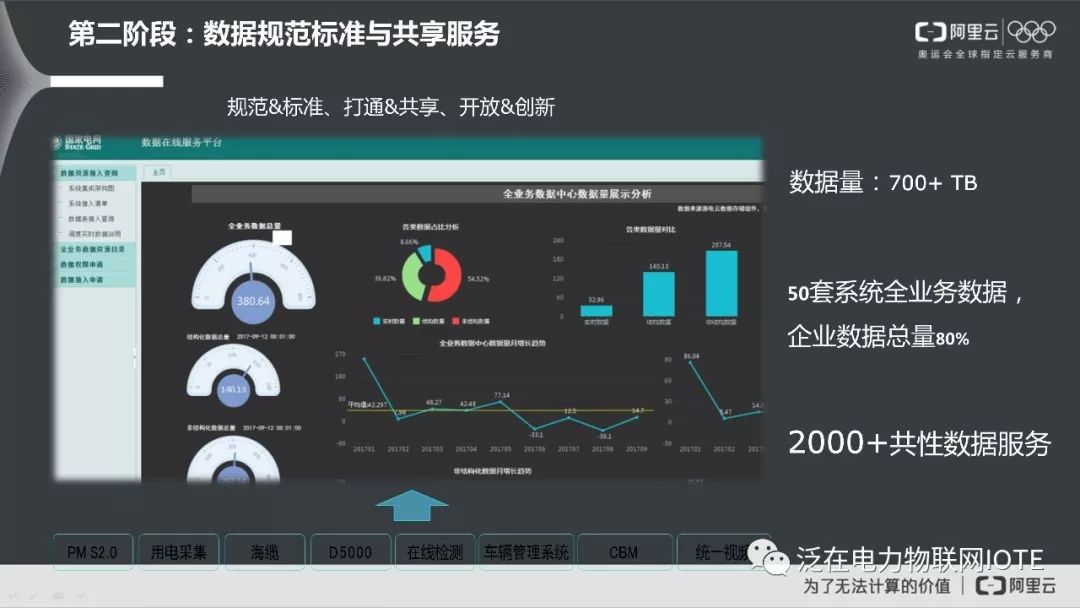 第二阶段：数据规范标准与共享服务
阿里云
奥运会全球指定云服务商
规范&标准、打通&共享、开放&创新
国家电网
STATE GRID
数据在线服务平台
数据资源接入查询
主页
系统集成架构图
系统接入清单
数据表接入查询
调度实时数据说明
全业务数据资源目录
数据权限申请
数据接入申请
全业务数据中心数据量展示分析
全业务数据总量
380.64
各类数据占比分析
8.66%
36.82%
54.52%
实时数据 结构数据 非结构数据
各类数据量对比
240
180
120
60
0
32.86
140.13
207.54
实时数据 结构数据 非结构数据
结构化数据总量 2017-09-12 08:01:00
140.13
非结构化数据总量 2017-09-12 08:01:00
全业务数据中心数据量月增长趋势
270
180
90
0
-90
平均值:42.297
7.98
48.27
42.48
77.14
-33.1
12.5
-39.1
14.7
201701 201702 201703 201704 201705 201706 201707 201708 201709
90
60
30
0
-30
86.04
5.47
201701 201702
非结构化数据月增长趋势
数据量：700+ TB
50套系统全业务数据，
企业数据总量80%
2000+共性数据服务
PM S2.0
用电采集
海缆
D5000
在线检测
车辆管理系统
CBM
统一视频
泛在电力物联网IOTE
为了无法计算的价值
阿里云